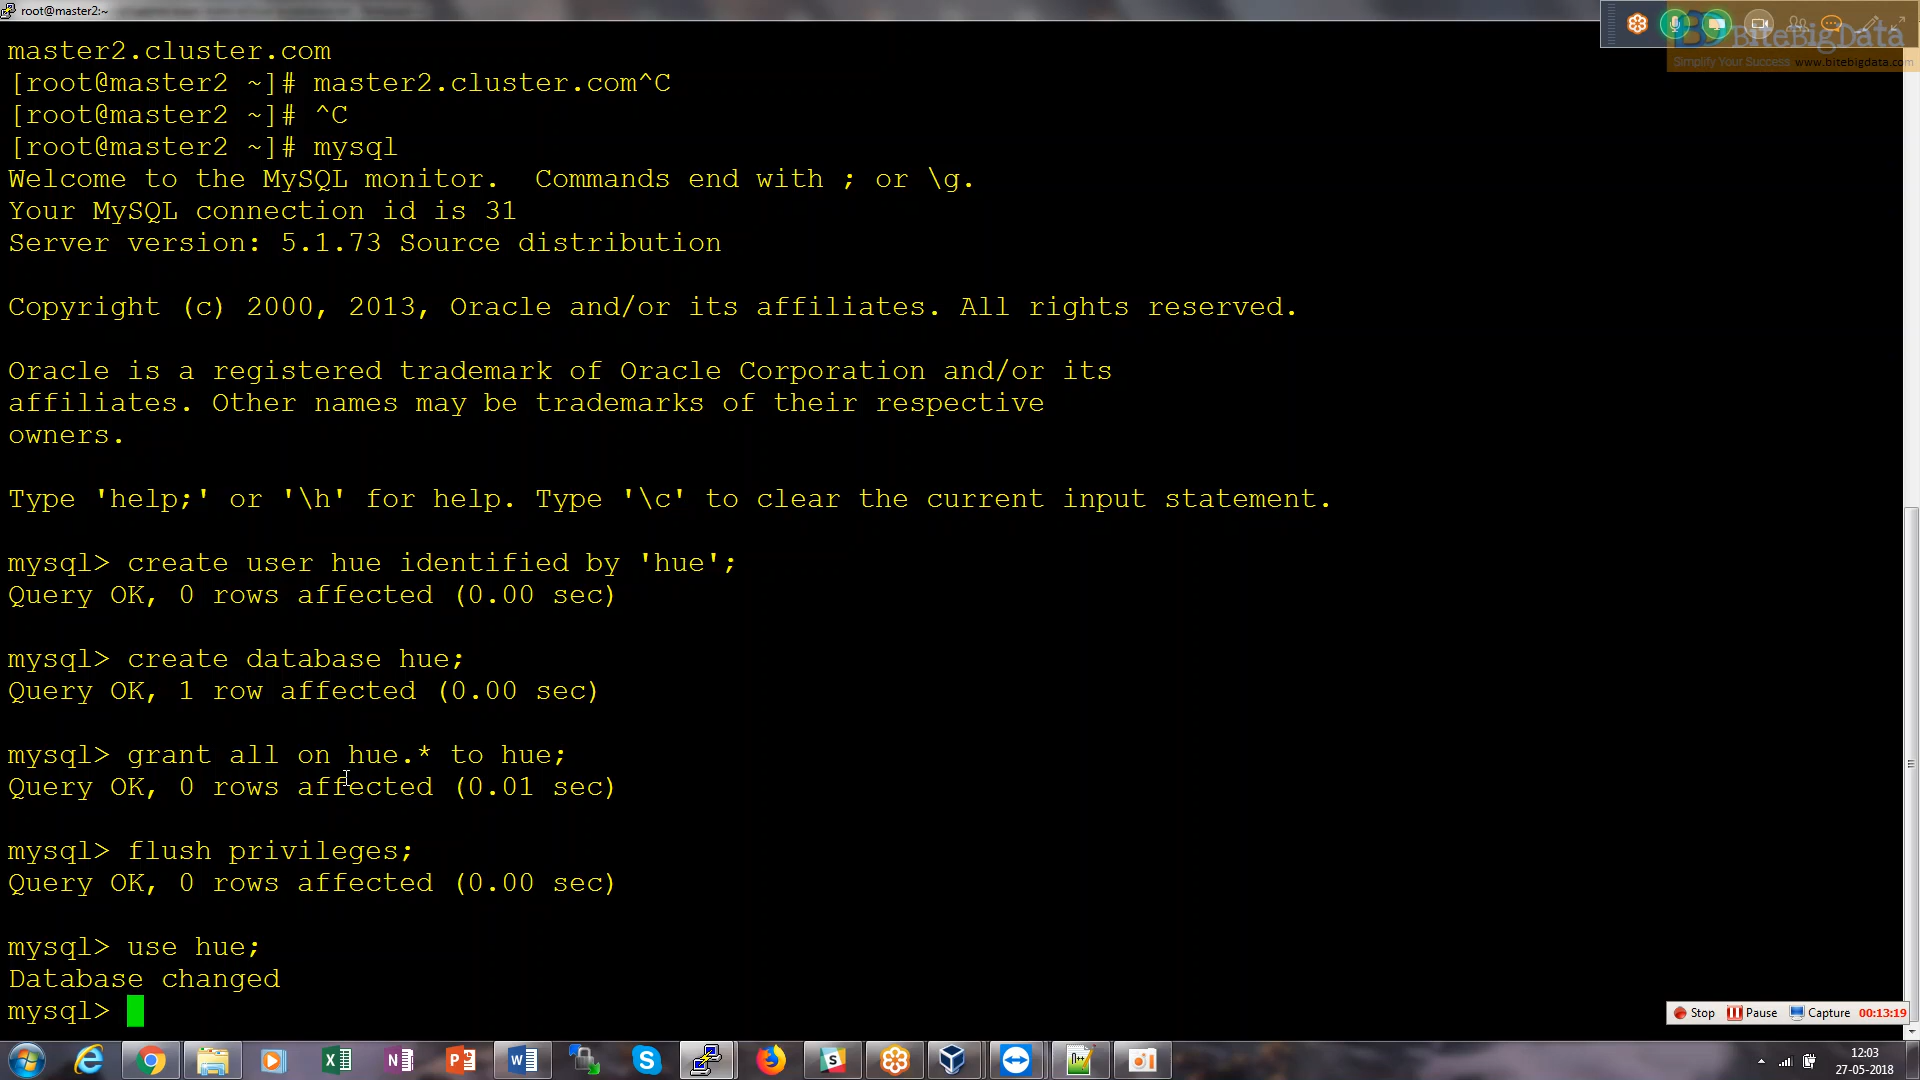 root@master2:~
BiteBigData
Simplify Your Success www.bitebigdata.com
master2.cluster.com
[root@master2 ~]# master2.cluster.com^C
[root@master2 ~]# ^C
[root@master2 ~]# mysql
Welcome to the MySQL monitor.  Commands end with ; or \g.
Your MySQL connection id is 31
Server version: 5.1.73 Source distribution
Copyright (c) 2000, 2013, Oracle and/or its affiliates. All rights reserved.
Oracle is a registered trademark of Oracle Corporation and/or its
affiliates. Other names may be trademarks of their respective
owners.
Type 'help;' or '\h' for help. Type '\c' to clear the current input statement.
mysql> create user hue identified by 'hue';
Query OK, 0 rows affected (0.00 sec)
mysql> create database hue;
Query OK, 1 row affected (0.00 sec)
mysql> grant all on hue.* to hue;
Query OK, 0 rows affected (0.01 sec)
mysql> flush privileges;
Query OK, 0 rows affected (0.00 sec)
mysql> use hue;
Database changed
mysql>
Stop Pause Capture 00:13:19
12:03
27-05-2018